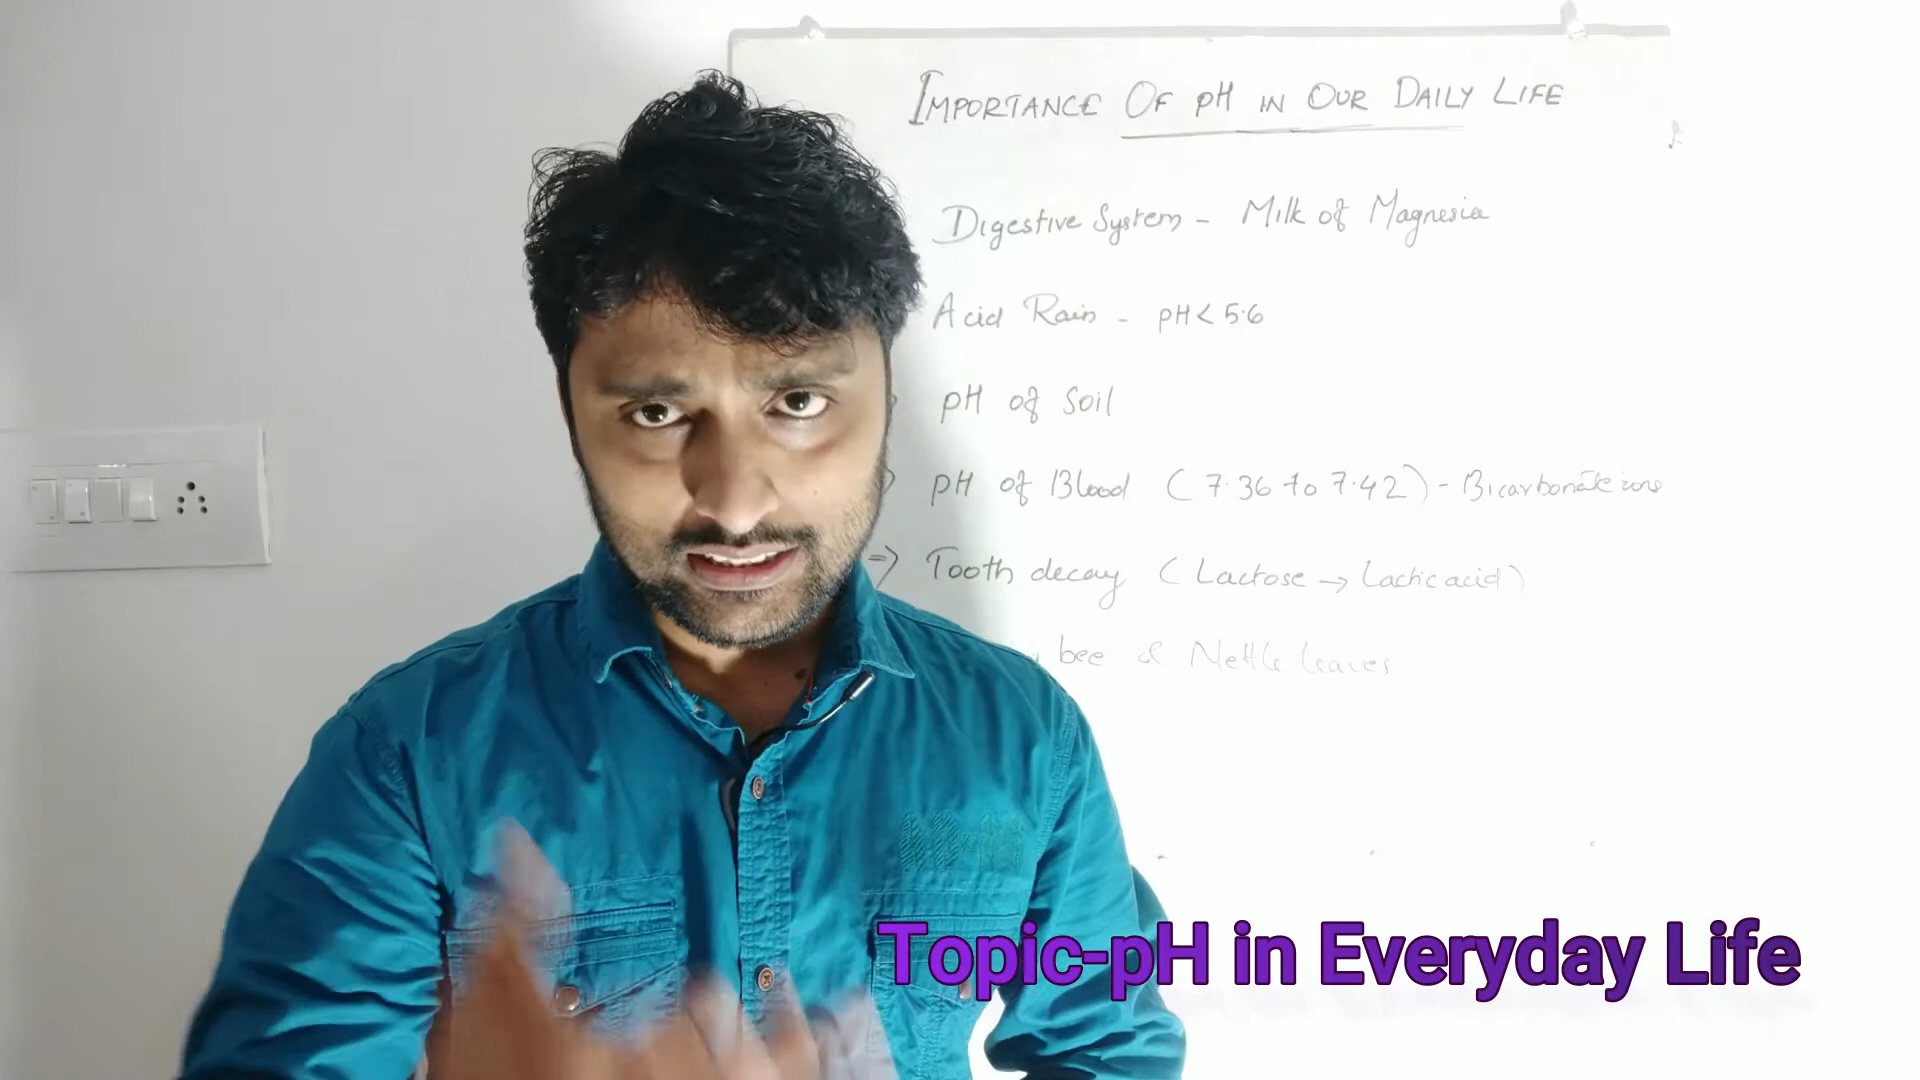 IMPORTANCE OF pH IN OUR DAILY LIFE
Digestive System - Milk of Magnesia
Acid Rain - pH < 5.6
pH of Soil
pH of Blood (7.36 to 7.42) - Bicarbonate ions
=> Tooth decay (Lactose → Lactic acid)
bee & Nettle leaves
Topic-pH in Everyday Life